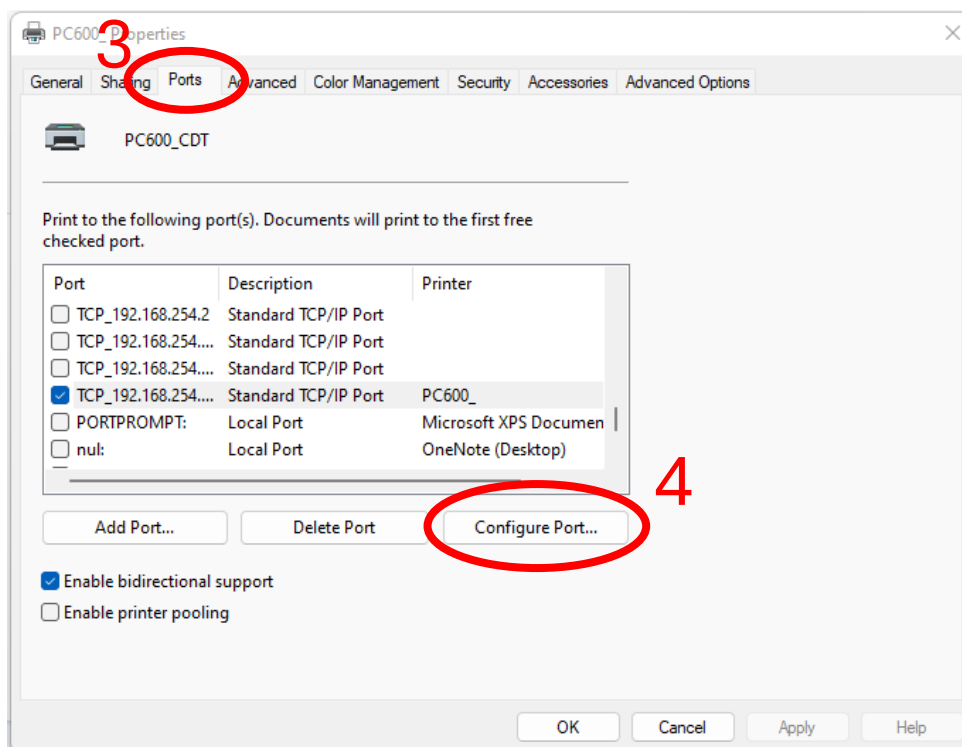 PC600_ Properties
3
General Sharing Ports Advanced Color Management Security Accessories Advanced Options
PC600_CDT
Print to the following port(s). Documents will print to the first free
checked port.
Port Description Printer
TCP_192.168.254.2 Standard TCP/IP Port
TCP_192.168.254.... Standard TCP/IP Port
TCP_192.168.254.... Standard TCP/IP Port
TCP_192.168.254.... Standard TCP/IP Port PC600_
PORTPROMPT: Local Port Microsoft XPS Documen
nul: Local Port OneNote (Desktop)
4
Add Port... Delete Port Configure Port...
Enable bidirectional support
Enable printer pooling
OK Cancel Apply Help